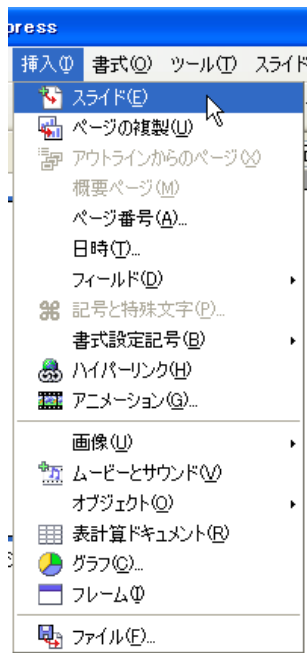 press
挿入(I) 書式(O) ツール(T) スライド
スライド(E)
ページの複製(U)
アウトラインからのページ(X)
概要ページ(M)
ページ番号(A)...
日時(T)...
フィールド(D)
記号と特殊文字(P)...
書式設定記号(B)
ハイパーリンク(H)
アニメーション(G)...
画像(U)
ムービーとサウンド(V)
オブジェクト(O)
表計算ドキュメント(R)
グラフ(C)...
フレーム(I)
ファイル(F)...